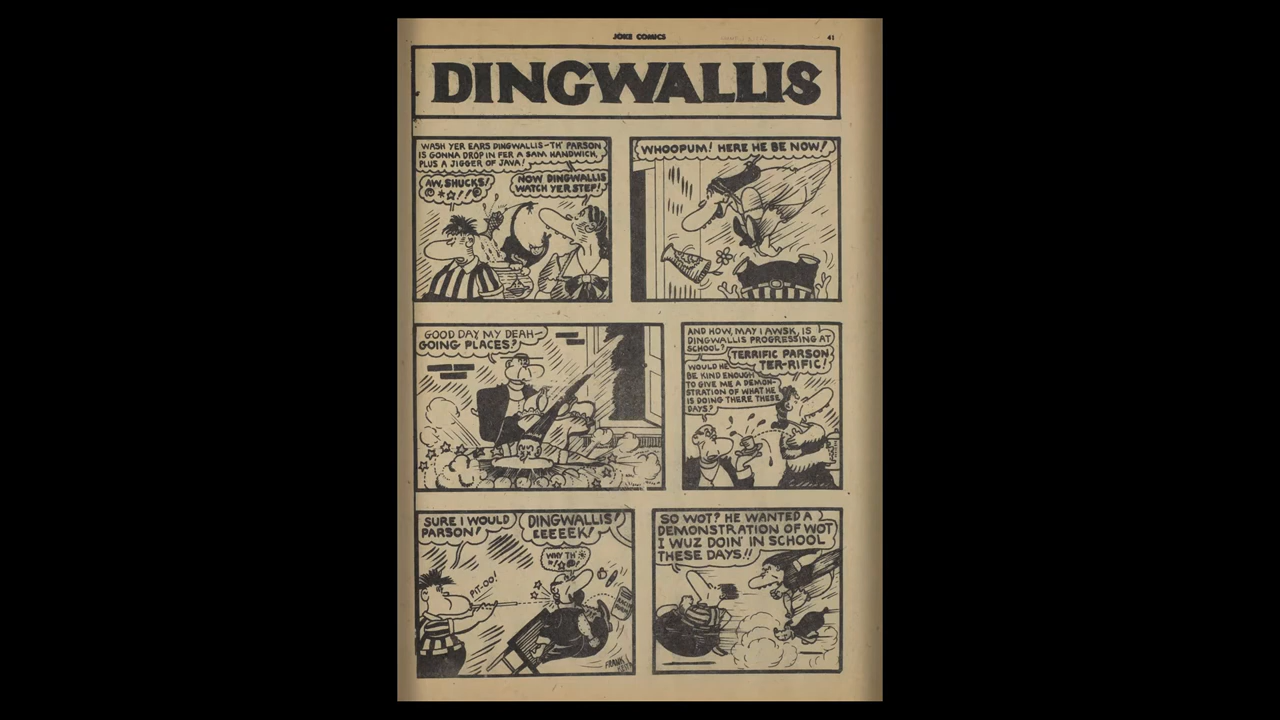 JOKE COMICS
41
DINGWALLIS
WASH YER EARS DINGWALLIS-TH' PARSON
IS GONNA DROP IN FER A SAM HANDWICH,
PLUS A JIGGER OF JAVA!
AW, SHUCKS!
NOW DINGWALLIS
WATCH YER STEP!
WHOOPUM! HERE HE BE NOW!
GOOD DAY MY DEAH-
GOING PLACES?
AND HOW, MAY I AWSK, IS
DINGWALLIS PROGRESSING AT
SCHOOL?
TERRIFIC PARSON
TER-RIFIC!
WOULD HE
BE KIND ENOUGH
TO GIVE ME A DEMON-
STRATION OF WHAT HE
IS DOING THERE THESE
DAYS?
SURE I WOULD
PARSON!
DINGWALLIS!
EEEEEK!
WHY TH'
PIT-OO!
FRANK
SO WOT? HE WANTED A
DEMONSTRATION OF WOT
I WUZ DOIN' IN SCHOOL
THESE DAYS!!